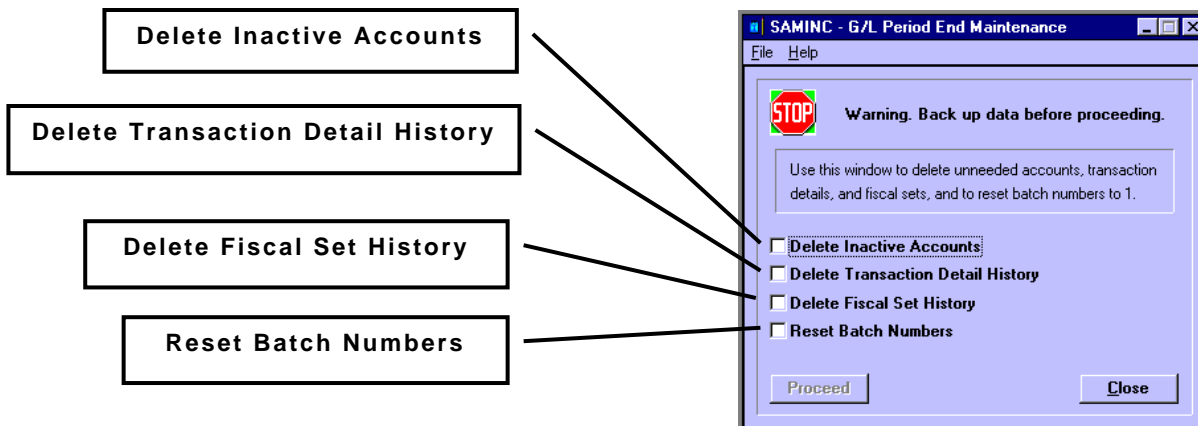 Delete Inactive Accounts
Delete Transaction Detail History
Delete Fiscal Set History
Reset Batch Numbers
SAMINC - G/L Period End Maintenance
File Help
STOP
Warning. Back up data before proceeding.
Use this window to delete unneeded accounts, transaction
details, and fiscal sets, and to reset batch numbers to 1.
Delete Inactive Accounts
Delete Transaction Detail History
Delete Fiscal Set History
Reset Batch Numbers
Proceed
Close